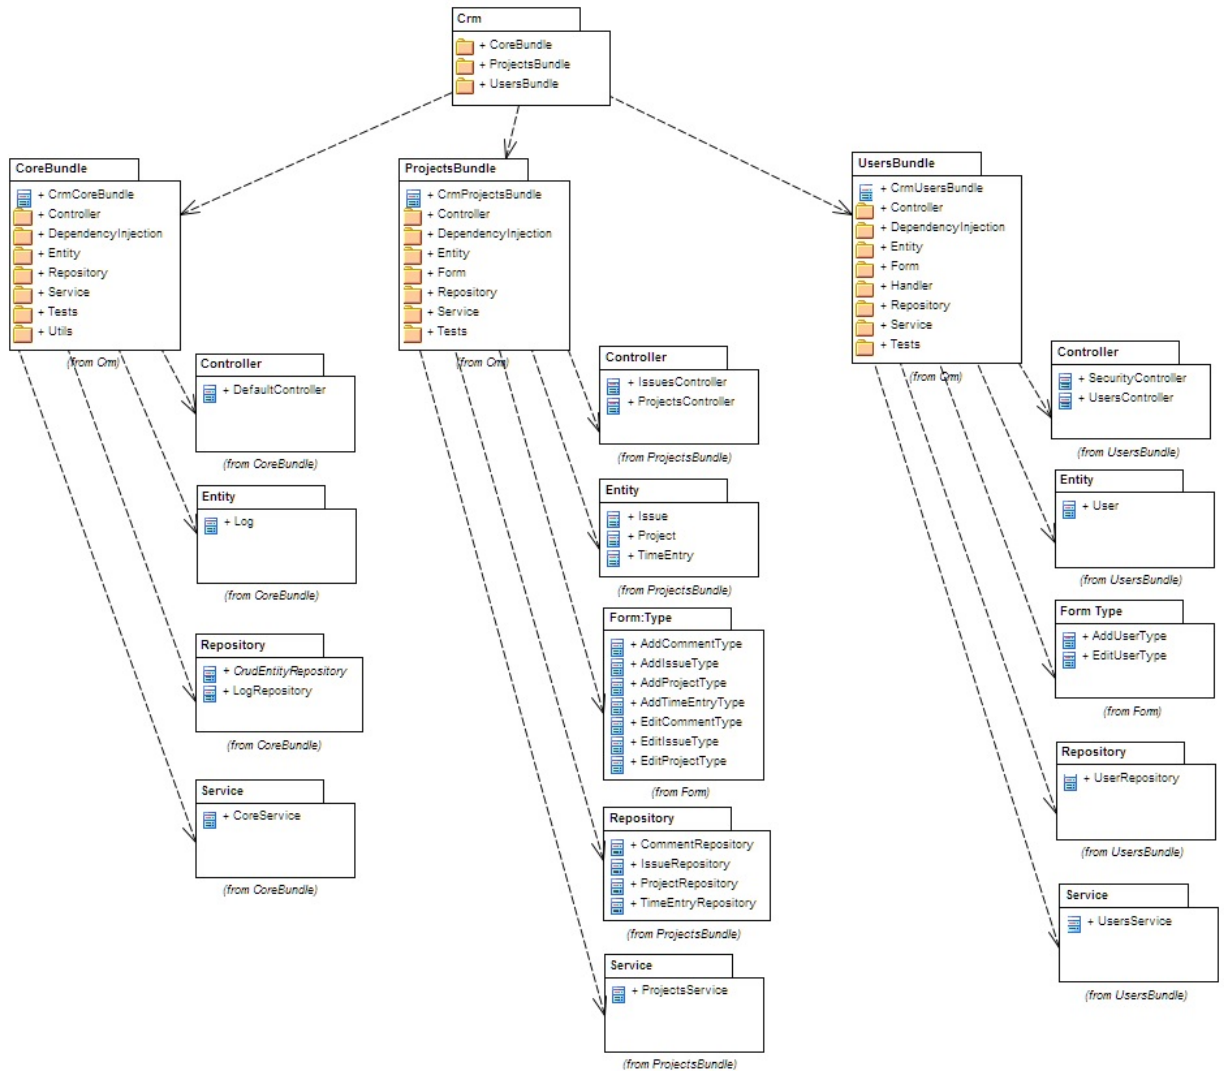 Crm
+ CoreBundle
+ ProjectsBundle
+ UsersBundle
CoreBundle
+ CrmCoreBundle
+ Controller
+ DependencyInjection
+ Entity
+ Repository
+ Service
+ Tests
+ Utils
(from Crm)
Controller
+ DefaultController
(from CoreBundle)
Entity
+ Log
(from CoreBundle)
Repository
+ CrudEntityRepository
+ LogRepository
(from CoreBundle)
Service
+ CoreService
(from CoreBundle)
ProjectsBundle
+ CrmProjectsBundle
+ Controller
+ DependencyInjection
+ Entity
+ Form
+ Repository
+ Service
+ Tests
(from Crm)
Controller
+ IssuesController
+ ProjectsController
(from ProjectsBundle)
Entity
+ Issue
+ Project
+ TimeEntry
(from ProjectsBundle)
Form:Type
+ AddCommentType
+ AddIssueType
+ AddProjectType
+ AddTimeEntryType
+ EditCommentType
+ EditIssueType
+ EditProjectType
(from Form)
Repository
+ CommentRepository
+ IssueRepository
+ ProjectRepository
+ TimeEntryRepository
(from ProjectsBundle)
Service
+ ProjectsService
(from ProjectsBundle)
UsersBundle
+ CrmUsersBundle
+ Controller
+ DependencyInjection
+ Entity
+ Form
+ Handler
+ Repository
+ Service
+ Tests
(from Crm)
Controller
+ SecurityController
+ UsersController
(from UsersBundle)
Entity
+ User
(from UsersBundle)
Form Type
+ AddUserType
+ EditUserType
(from Form)
Repository
+ UserRepository
(from UsersBundle)
Service
+ UsersService
(from UsersBundle)